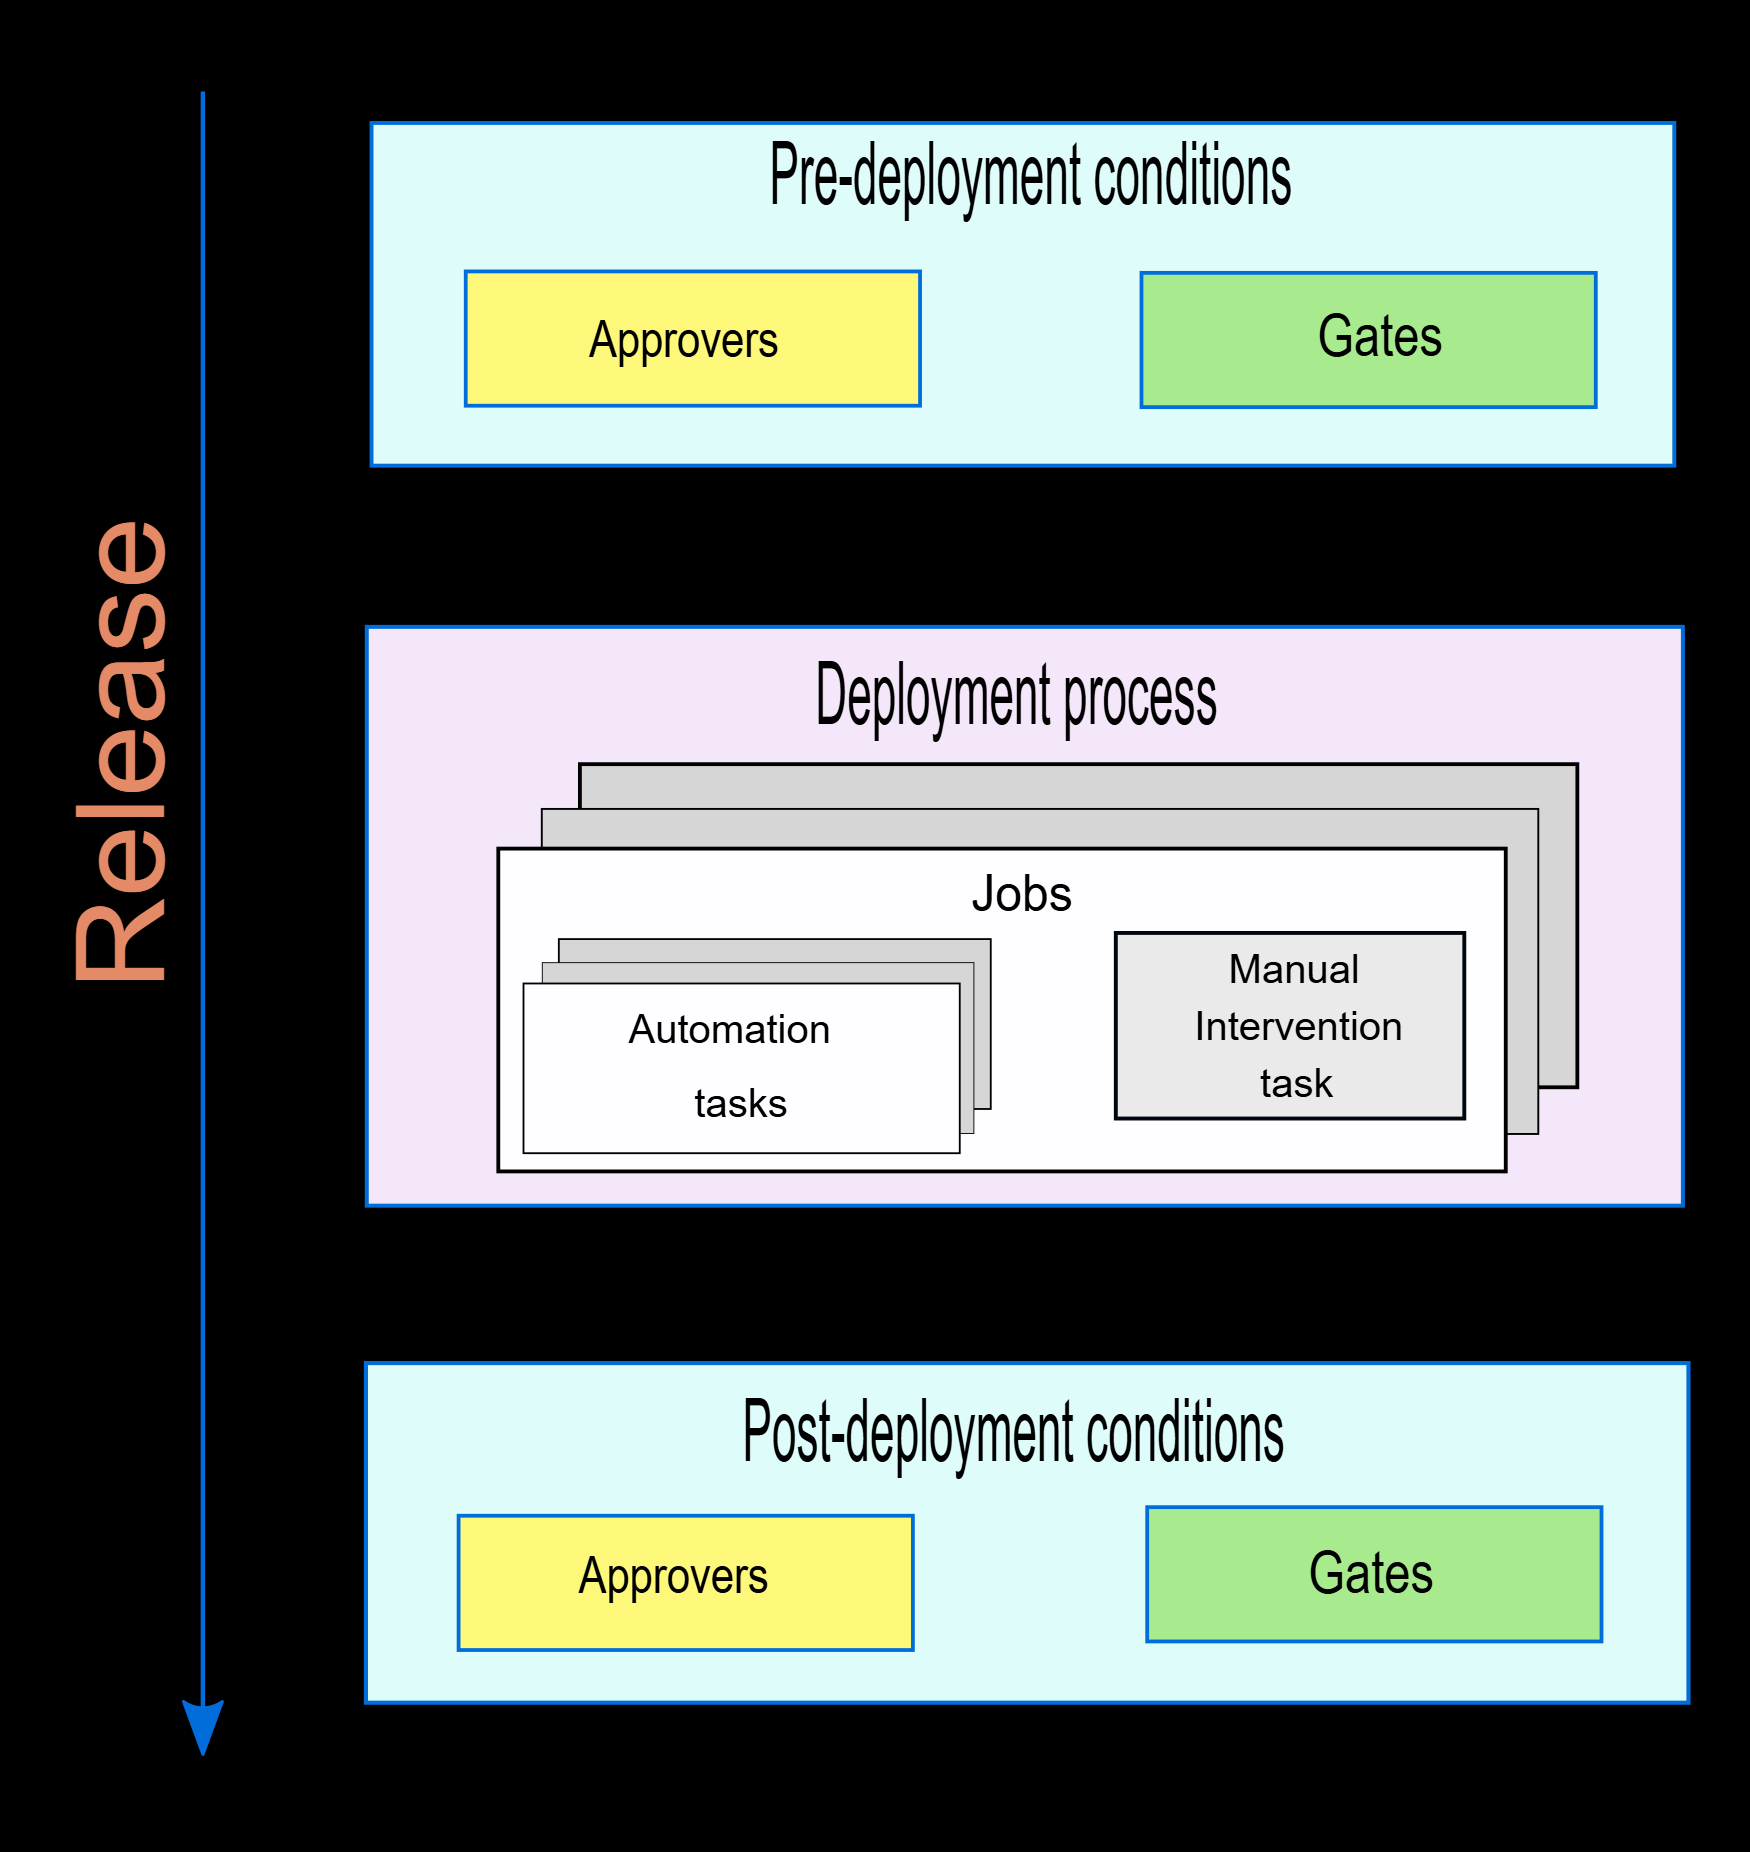 Release
Pre-deployment conditions
Approvers
Gates
Deployment process
Jobs
Automation
tasks
Manual
Intervention
task
Post-deployment conditions
Approvers
Gates